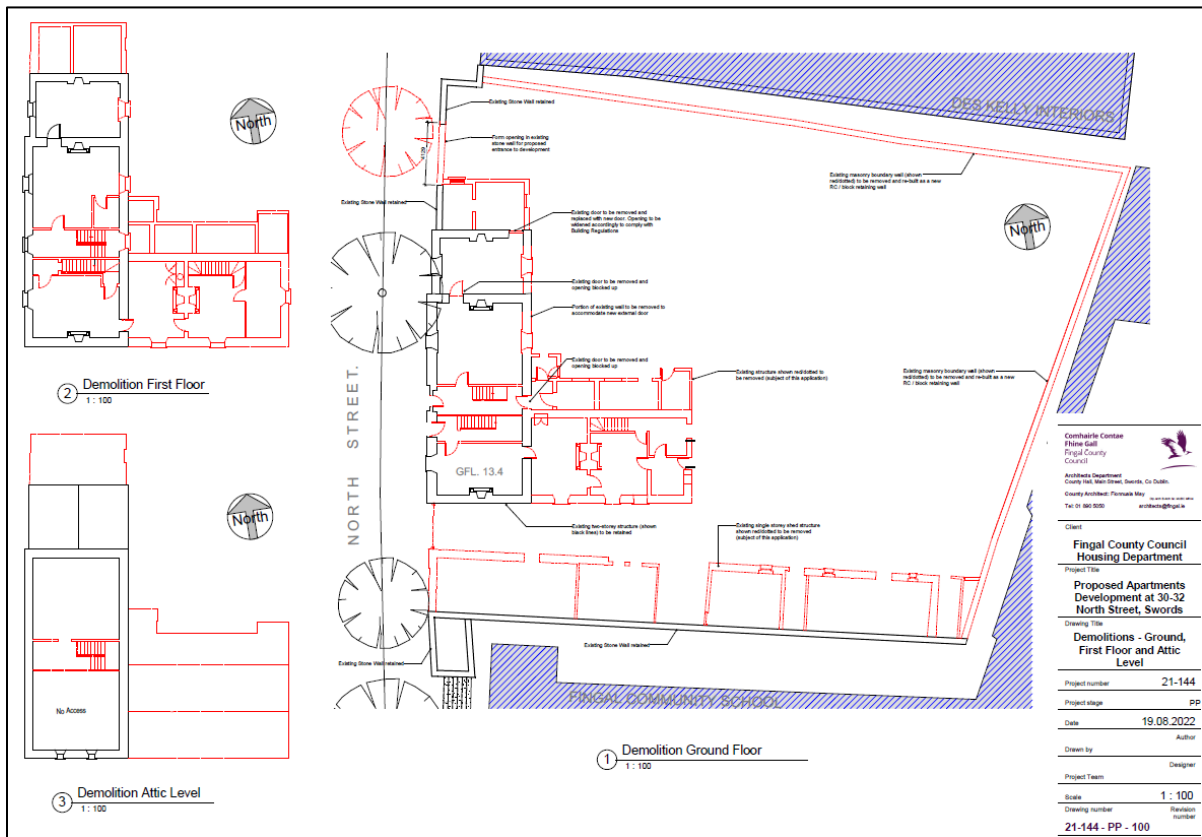 North
2
Demolition First Floor
1 : 100
North
No Access
3
Demolition Attic Level
1 : 100
NORTH STREET.
DES KELLY INTERIORS
Existing Stone Wall retained
Form opening in existing
stone wall for proposed
entrance to development
Existing masonry boundary wall (shown
red/dotted) to be removed and re-built as a new
RC / block retaining wall
Existing Stone Wall retained
Existing door to be removed and
replaced with new door. Opening to be
widened accordingly to comply with
Building Regulations
North
Existing door to be removed and
opening blocked up
Portion of existing wall to be removed to
accommodate new external door
Existing door to be removed and
opening blocked up
Existing structure shown red/dotted to
be removed (subject of this application)
Existing masonry boundary wall (shown
red/dotted) to be removed and re-built as a new
RC / block retaining wall
GFL. 13.4
Existing two-storey structure (shown
black lines) to be retained
Existing single storey shed structure
shown red/dotted to be removed
(subject of this application)
Existing Stone Wall retained
Existing Stone Wall retained
FINGAL COMMUNITY SCHOOL
1
Demolition Ground Floor
1 : 100
Comhairle Contae
Fhine Gall
Fingal County
Council
Architects Department
County Hall, Main Street, Swords, Co Dublin.
County Architect: Fionnuala May
Tel: 01 890 5050 architects@fingal.ie
Client
Fingal County Council
Housing Department
Project Title
Proposed Apartments
Development at 30-32
North Street, Swords
Drawing Title
Demolitions - Ground,
First Floor and Attic
Level
Project number 21-144
Project stage PP
Date 19.08.2022
Author
Drawn by
Designer
Project Team
Scale 1 : 100
Drawing number Revision
number
21-144 - PP - 100